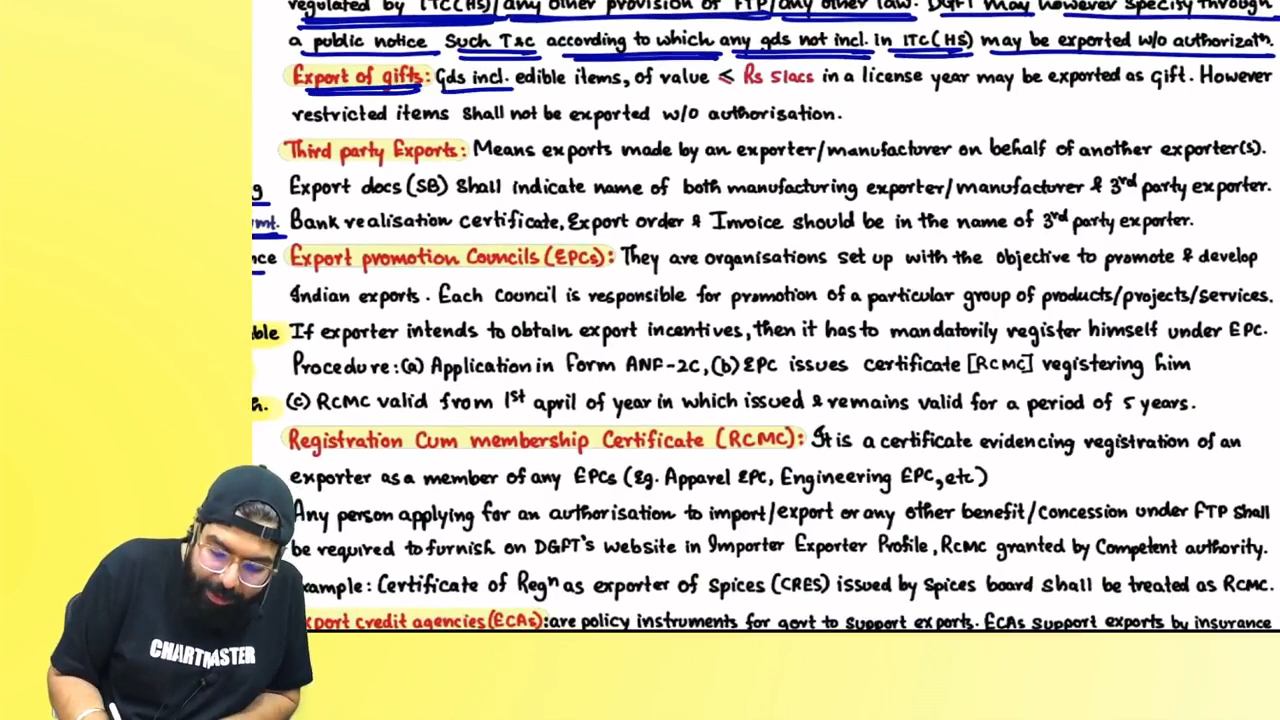 regulated by ITC(HS)/any other provision of FTP/any other law. DGFT may however specify through
a public notice Such T&C according to which any gds not incl. in ITC(HS) may be exported w/o authorizatn.
Export of gifts: Gds incl. edible items, of value ≤ Rs 5lacs in a license year may be exported as Gift. However
restricted items shall not be exported w/o authorisation.
Third party Exports: Means exports made by an exporter/manufacturer on behalf of another exporter(s).
g Export docs (SB) Shall indicate name of both manufacturing exporter/manufacturer & 3rd party exporter.
mt. Bank realisation certificate, Export order & Invoice should be in the name of 3rd party exporter.
nce Export promotion Councils (EPCs): They are organisations set up with the objective to promote & develop
Indian exports. Each Council is responsible for promotion of a particular group of products/projects/services.
ble If exporter intends to obtain export incentives, then it has to mandatorily register himself under EPC.
Procedure: (a) Application in Form ANF-2C, (b) EPC issues certificate [RCMC] registering him
h. (c) RCMC valid from 1st april of year in which issued & remains valid for a period of 5 years.
Registration Cum membership Certificate (RCMC): It is a certificate evidencing registration of an
exporter as a member of any EPCs (Eg. Apparel EPC, Engineering EPC, etc)
Any person applying for an authorisation to import/export or any other benefit/concession under FTP shall
be required to furnish on DGFT's website in Importer Exporter Profile, RCMC granted by Competent authority.
xample: Certificate of Regn as exporter of Spices (CRES) issued by Spices board shall be treated as RCMC.
xport credit agencies (ECAs): are policy instruments for govt to support exports. ECAs support exports by insurance
CHARTMASTER